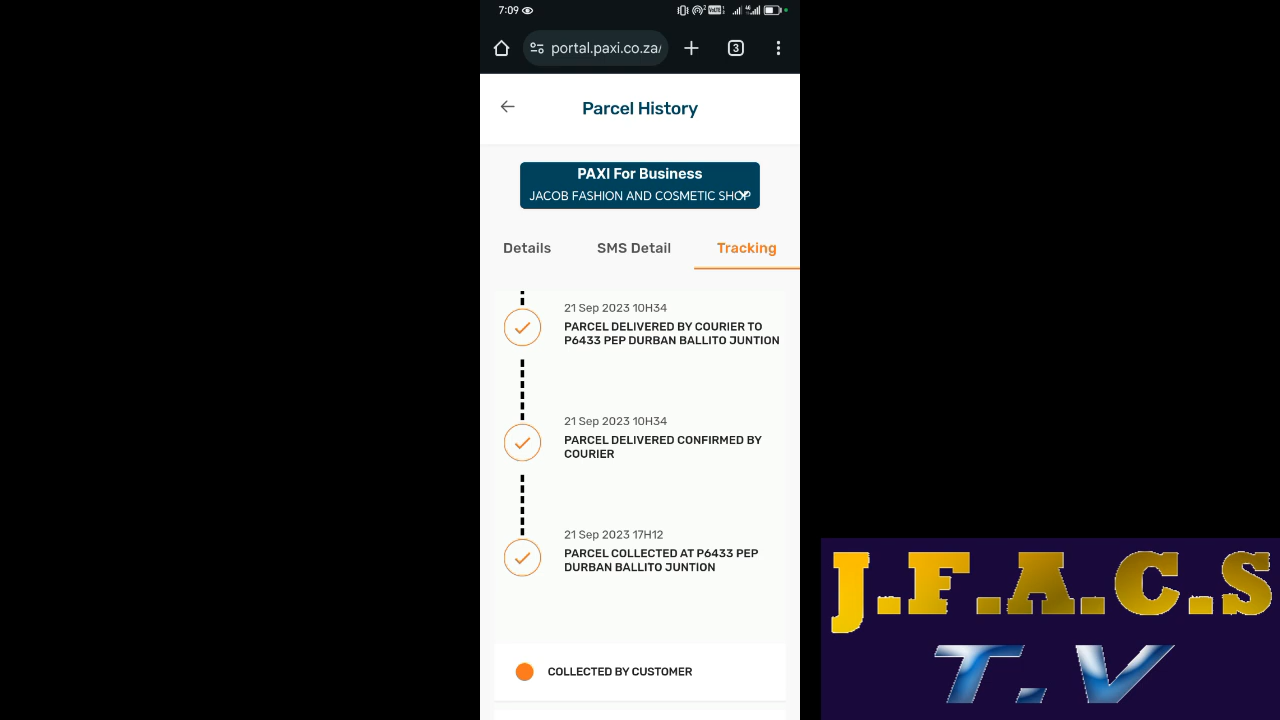 7:09
portal.paxi.co.za/
3
Parcel History
PAXI For Business
JACOB FASHION AND COSMETIC SHOP
Details SMS Detail Tracking
21 Sep 2023 10H34
PARCEL DELIVERED BY COURIER TO
P6433 PEP DURBAN BALLITO JUNTION
21 Sep 2023 10H34
PARCEL DELIVERED CONFIRMED BY
COURIER
21 Sep 2023 17H12
PARCEL COLLECTED AT P6433 PEP
DURBAN BALLITO JUNTION
COLLECTED BY CUSTOMER
J.F.A.C.S
T.V